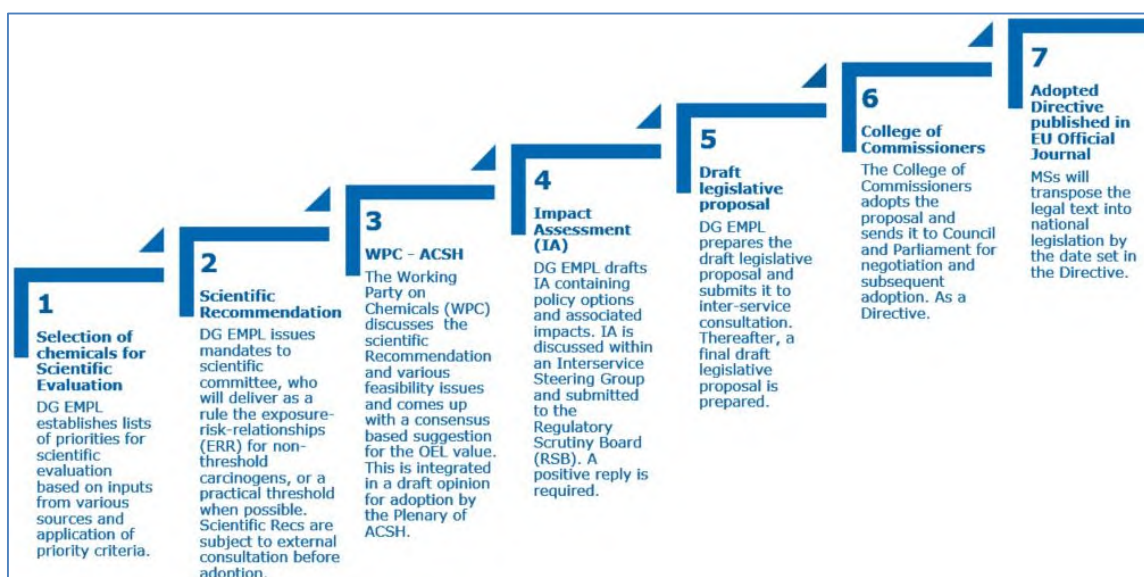 1
Selection of
chemicals for
Scientific
Evaluation
DG EMPL
establishes lists
of priorities for
scientific
evaluation
based on inputs
from various
sources and
application of
priority criteria.
2
Scientific
Recommendation
DG EMPL issues
mandates to
scientific
committee, who
will deliver as a
rule the exposure-
risk-relationships
(ERR) for non-
threshold
carcinogens, or a
practical threshold
when possible.
Scientific Recs are
subject to external
consultation before
adoption.
3
WPC - ACSH
The Working
Party on
Chemicals (WPC)
discusses the
scientific
Recommendation
and various
feasibility issues
and comes up
with a consensus
based suggestion
for the OEL value.
This is integrated
in a draft opinion
for adoption by
the Plenary of
ACSH.
4
Impact
Assessment
(IA)
DG EMPL drafts
IA containing
policy options
and associated
impacts. IA is
discussed within
an Interservice
Steering Group
and submitted
to the
Regulatory
Scrutiny Board
(RSB). A
positive reply is
required.
5
Draft
legislative
proposal
DG EMPL
prepares the
draft legislative
proposal and
submits it to
inter-service
consultation.
Thereafter, a
final draft
legislative
proposal is
prepared.
6
College of
Commissioners
The College of
Commissioners
adopts the
proposal and
sends it to Council
and Parliament for
negotiation and
subsequent
adoption. As a
Directive.
7
Adopted
Directive
published in
EU Official
Journal
MSs will
transpose the
legal text into
national
legislation by
the date set in
the Directive.